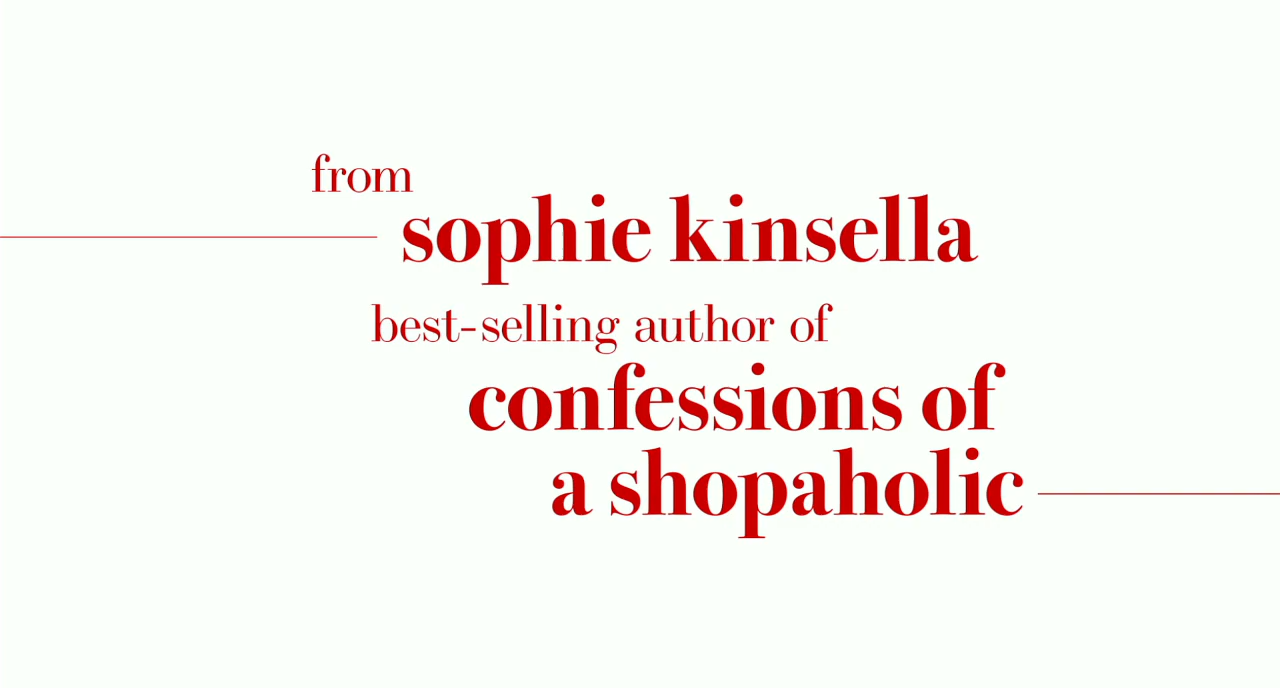 from
sophie kinsella
best-selling author of
confessions of
a shopaholic